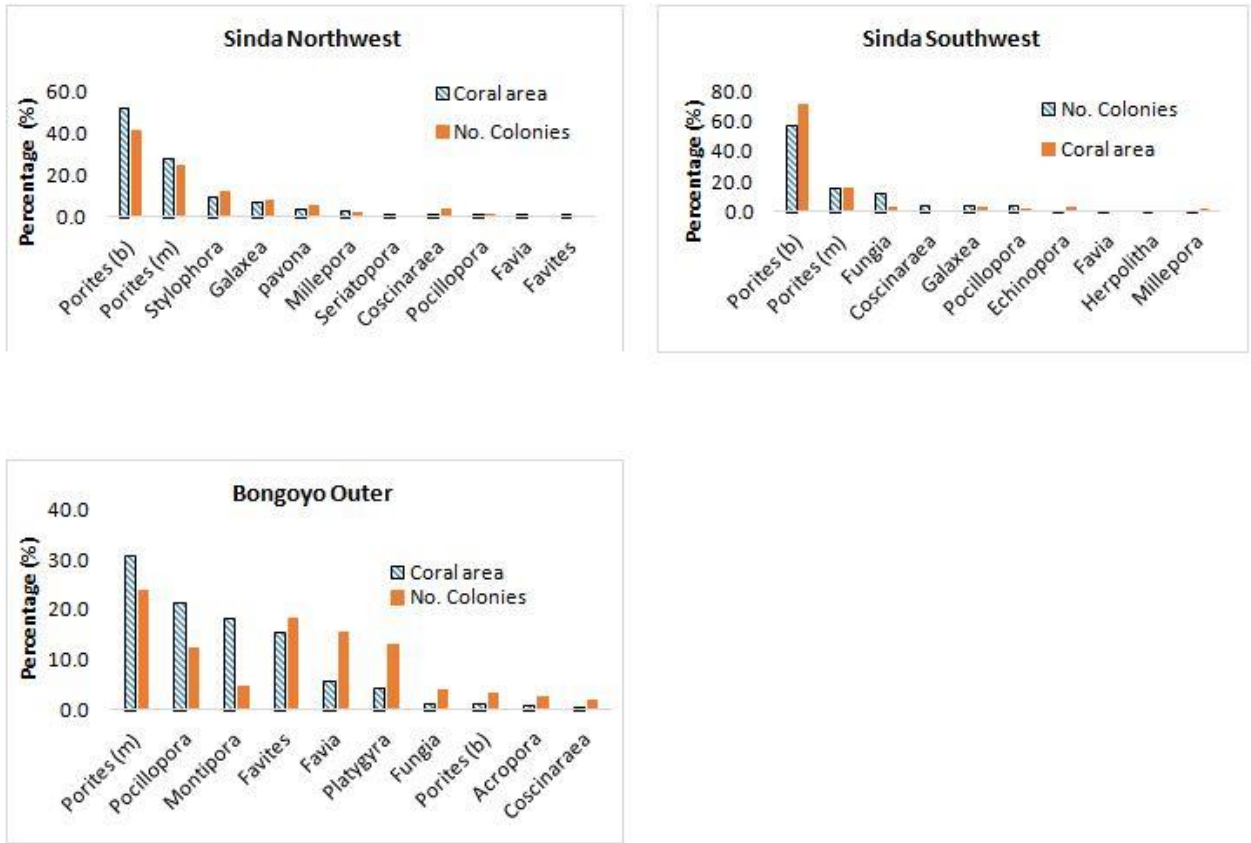 Sinda Northwest
Percentage (%)
60.0
40.0
20.0
0.0
Coral area
No. Colonies
Porites (b)
Porites (m)
Stylophora
Galaxea
pavona
Millepora
Seriatopora
Coscinaraea
Pocillopora
Favia
Favites
Sinda Southwest
Percentage (%)
80.0
60.0
40.0
20.0
0.0
No. Colonies
Coral area
Porites (b)
Porites (m)
Fungia
Coscinaraea
Galaxea
Pocillopora
Echinopora
Favia
Herpolitha
Millepora
Bongoyo Outer
Percentage (%)
40.0
30.0
20.0
10.0
0.0
Coral area
No. Colonies
Porites (m)
Pocillopora
Montipora
Favites
Favia
Platygyra
Fungia
Porites (b)
Acropora
Coscinaraea